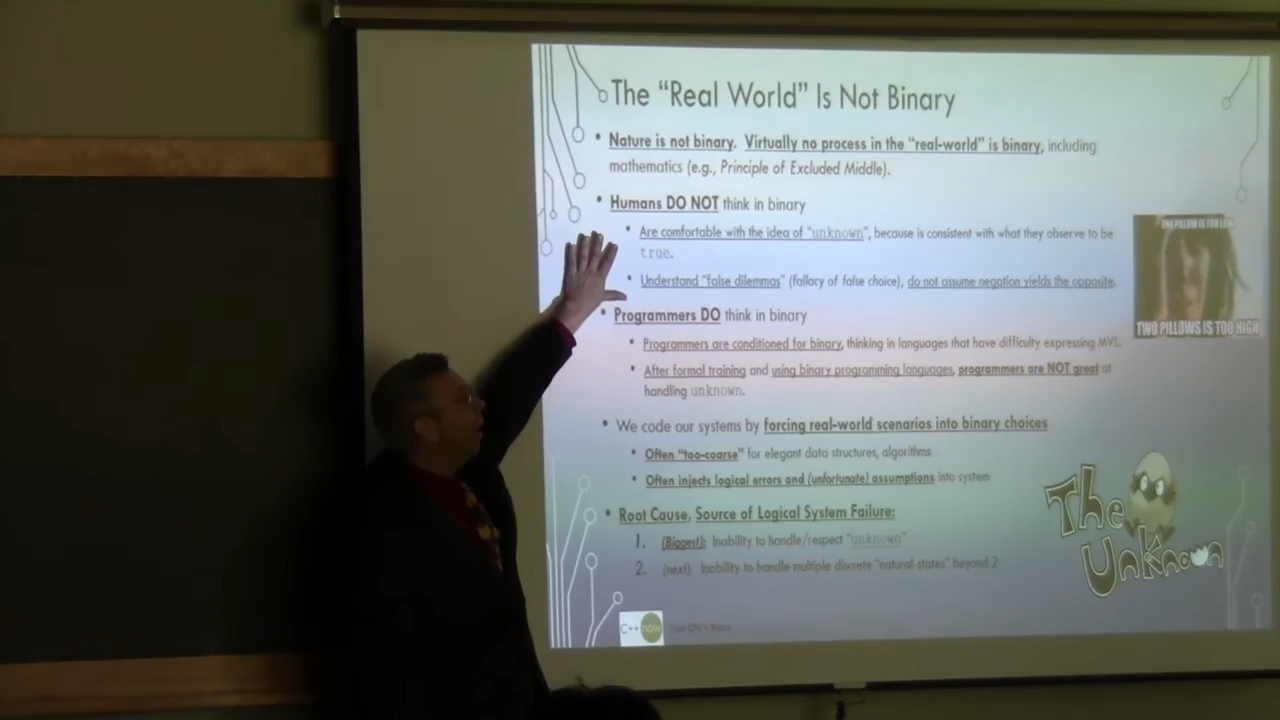 The “Real World” Is Not Binary
• Nature is not binary. Virtually no process in the “real-world” is binary, including
mathematics (e.g., Principle of Excluded Middle).
• Humans DO NOT think in binary
• Are comfortable with the idea of “unknown”, because is consistent with what they observe to be
true.
• Understand “false dilemmas” (fallacy of false choice), do not assume negation yields the opposite.
• Programmers DO think in binary
• Programmers are conditioned for binary, thinking in languages that have difficulty expressing MVL.
• After formal training and using binary programming languages, programmers are NOT great at
handling unknown.
• We code our systems by forcing real-world scenarios into binary choices
• Often “too-coarse” for elegant data structures, algorithms
• Often injects logical errors and (unfortunate) assumptions into system
• Root Cause, Source of Logical System Failure:
1. (Biggest): Inability to handle/respect “unknown”
2. (next): Inability to handle multiple discrete “natural-states” beyond 2
ONE PILLOW IS TOO LOW
TWO PILLOWS IS TOO HIGH
The
Unknown
C++ now Your CPU is Binary